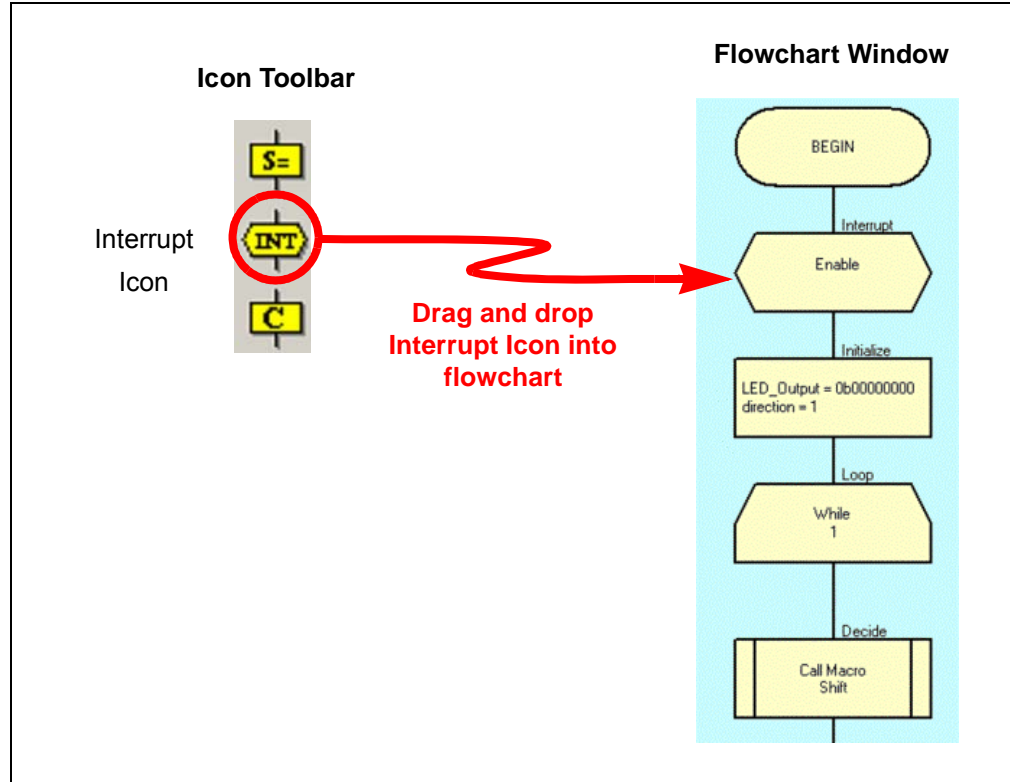 Icon Toolbar
S=
INT
C
Interrupt
Icon
Drag and drop
Interrupt Icon into
flowchart
Flowchart Window
BEGIN
Interrupt
Enable
Initialize
LED_Output = 0b00000000
direction = 1
Loop
While
1
Decide
Call Macro
Shift